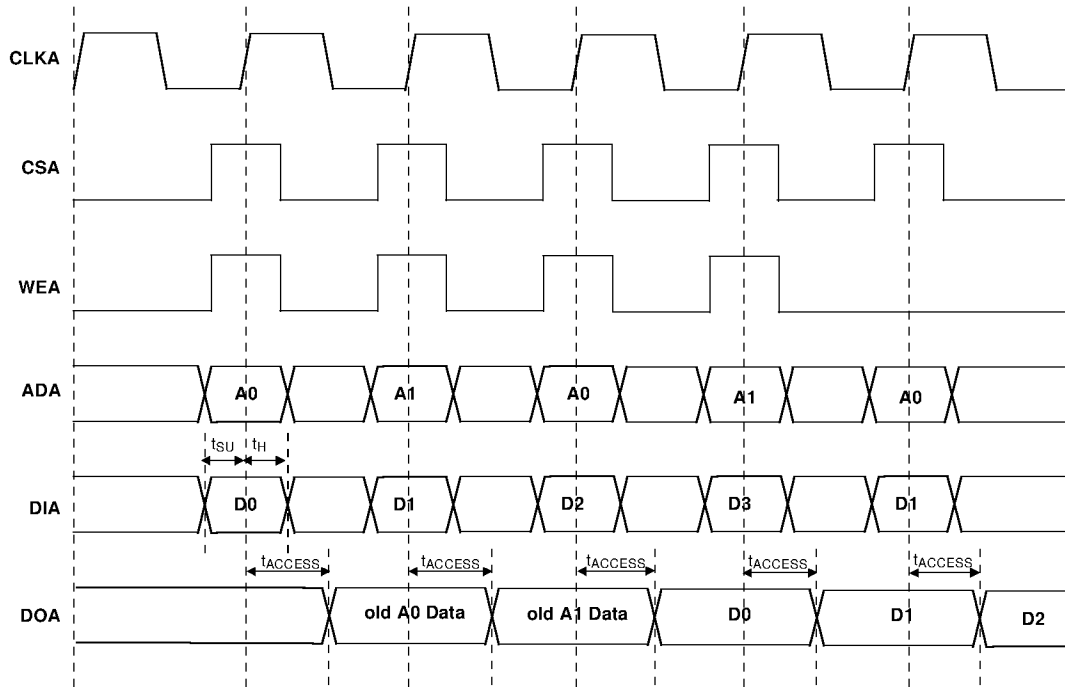 CLKA
CSA
WEA
ADA A0 A1 A0 A1 A0
tSU tH
DIA D0 D1 D2 D3 D1
tACCESS tACCESS tACCESS tACCESS tACCESS
DOA old A0 Data old A1 Data D0 D1 D2